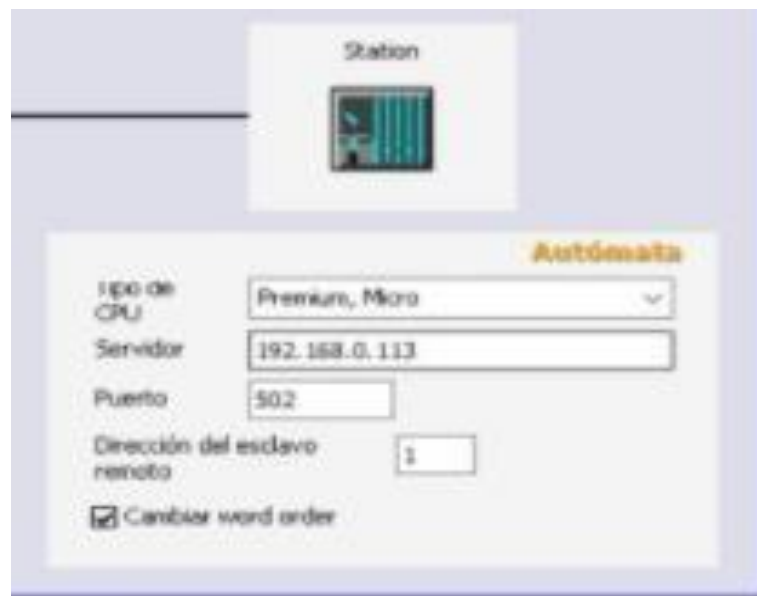 Station
Autómata
Tipo de
CPU
Premium, Micro
Servidor
192.168.0.113
Puerto
502
Dirección del esclavo
remoto
1
Cambiar word order